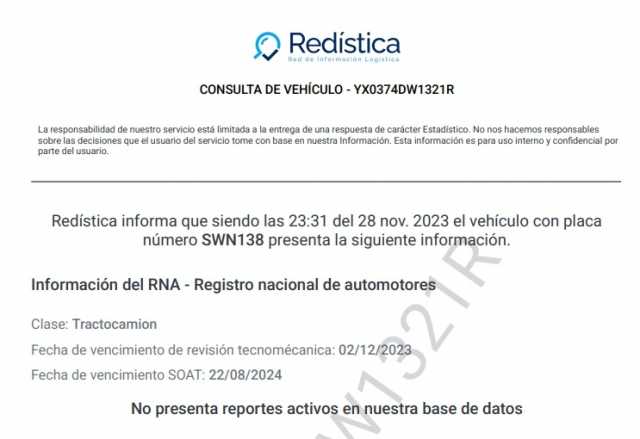 Redística
Red de Información Logística
CONSULTA DE VEHÍCULO - YX0374DW1321R
La responsabilidad de nuestro servicio está limitada a la entrega de una respuesta de carácter Estadístico. No nos hacemos responsables
sobre las decisiones que el usuario del servicio tome con base en nuestra Información. Esta información es para uso interno y confidencial por
parte del usuario.
Redística informa que siendo las 23:31 del 28 nov. 2023 el vehículo con placa
número SWN138 presenta la siguiente información.
Información del RNA - Registro nacional de automotores
Clase: Tractocamion
Fecha de vencimiento de revisión tecnomécanica: 02/12/2023
Fecha de vencimiento SOAT: 22/08/2024
No presenta reportes activos en nuestra base de datos
W1321R